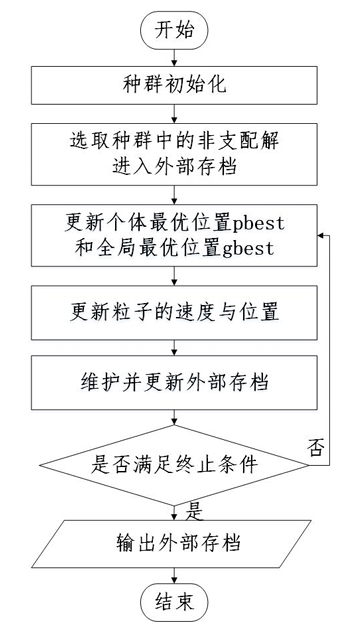 开始
种群初始化
选取种群中的非支配解
进入外部存档
更新个体最优位置pbest
和全局最优位置gbest
更新粒子的速度与位置
维护并更新外部存档
是否满足终止条件
否
是
输出外部存档
结束